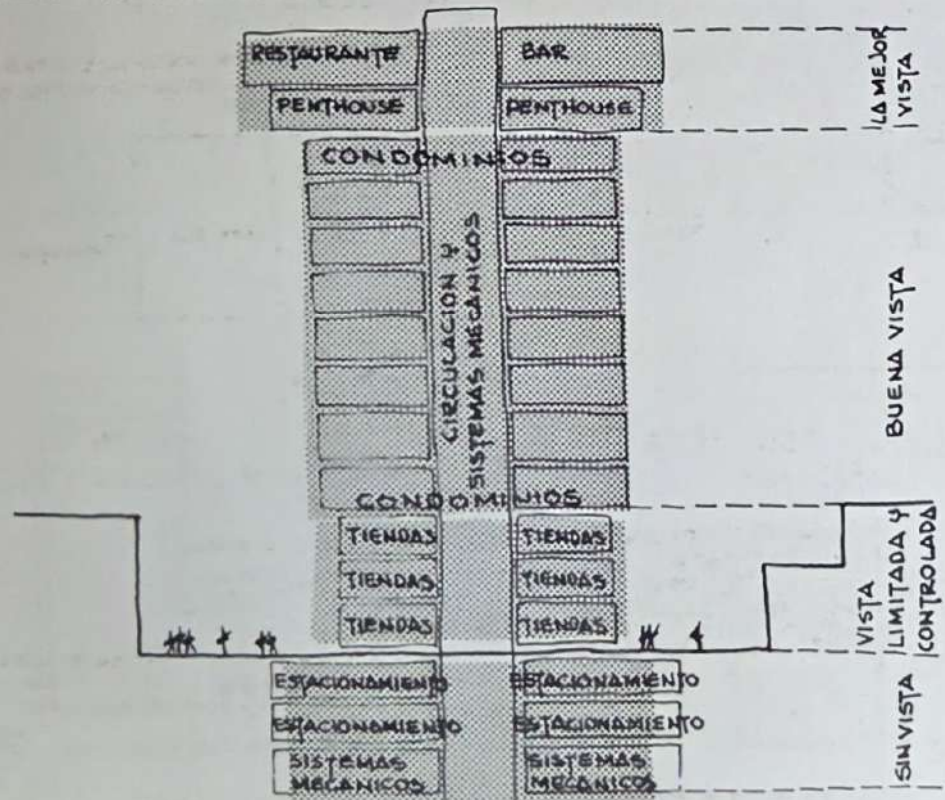 RESTAURANTE
BAR
PENTHOUSE
PENTHOUSE
LA MEJOR
VISTA
CONDOMINIOS
CIRCULACION Y
SISTEMAS MECANICOS
BUENA VISTA
CONDOMINIOS
TIENDAS
TIENDAS
TIENDAS
TIENDAS
TIENDAS
TIENDAS
VISTA
LIMITADA Y
CONTROLADA
ESTACIONAMIENTO
ESTACIONAMIENTO
ESTACIONAMIENTO
ESTACIONAMIENTO
SISTEMAS
MECANICOS
SISTEMAS
MECANICOS
SIN VISTA